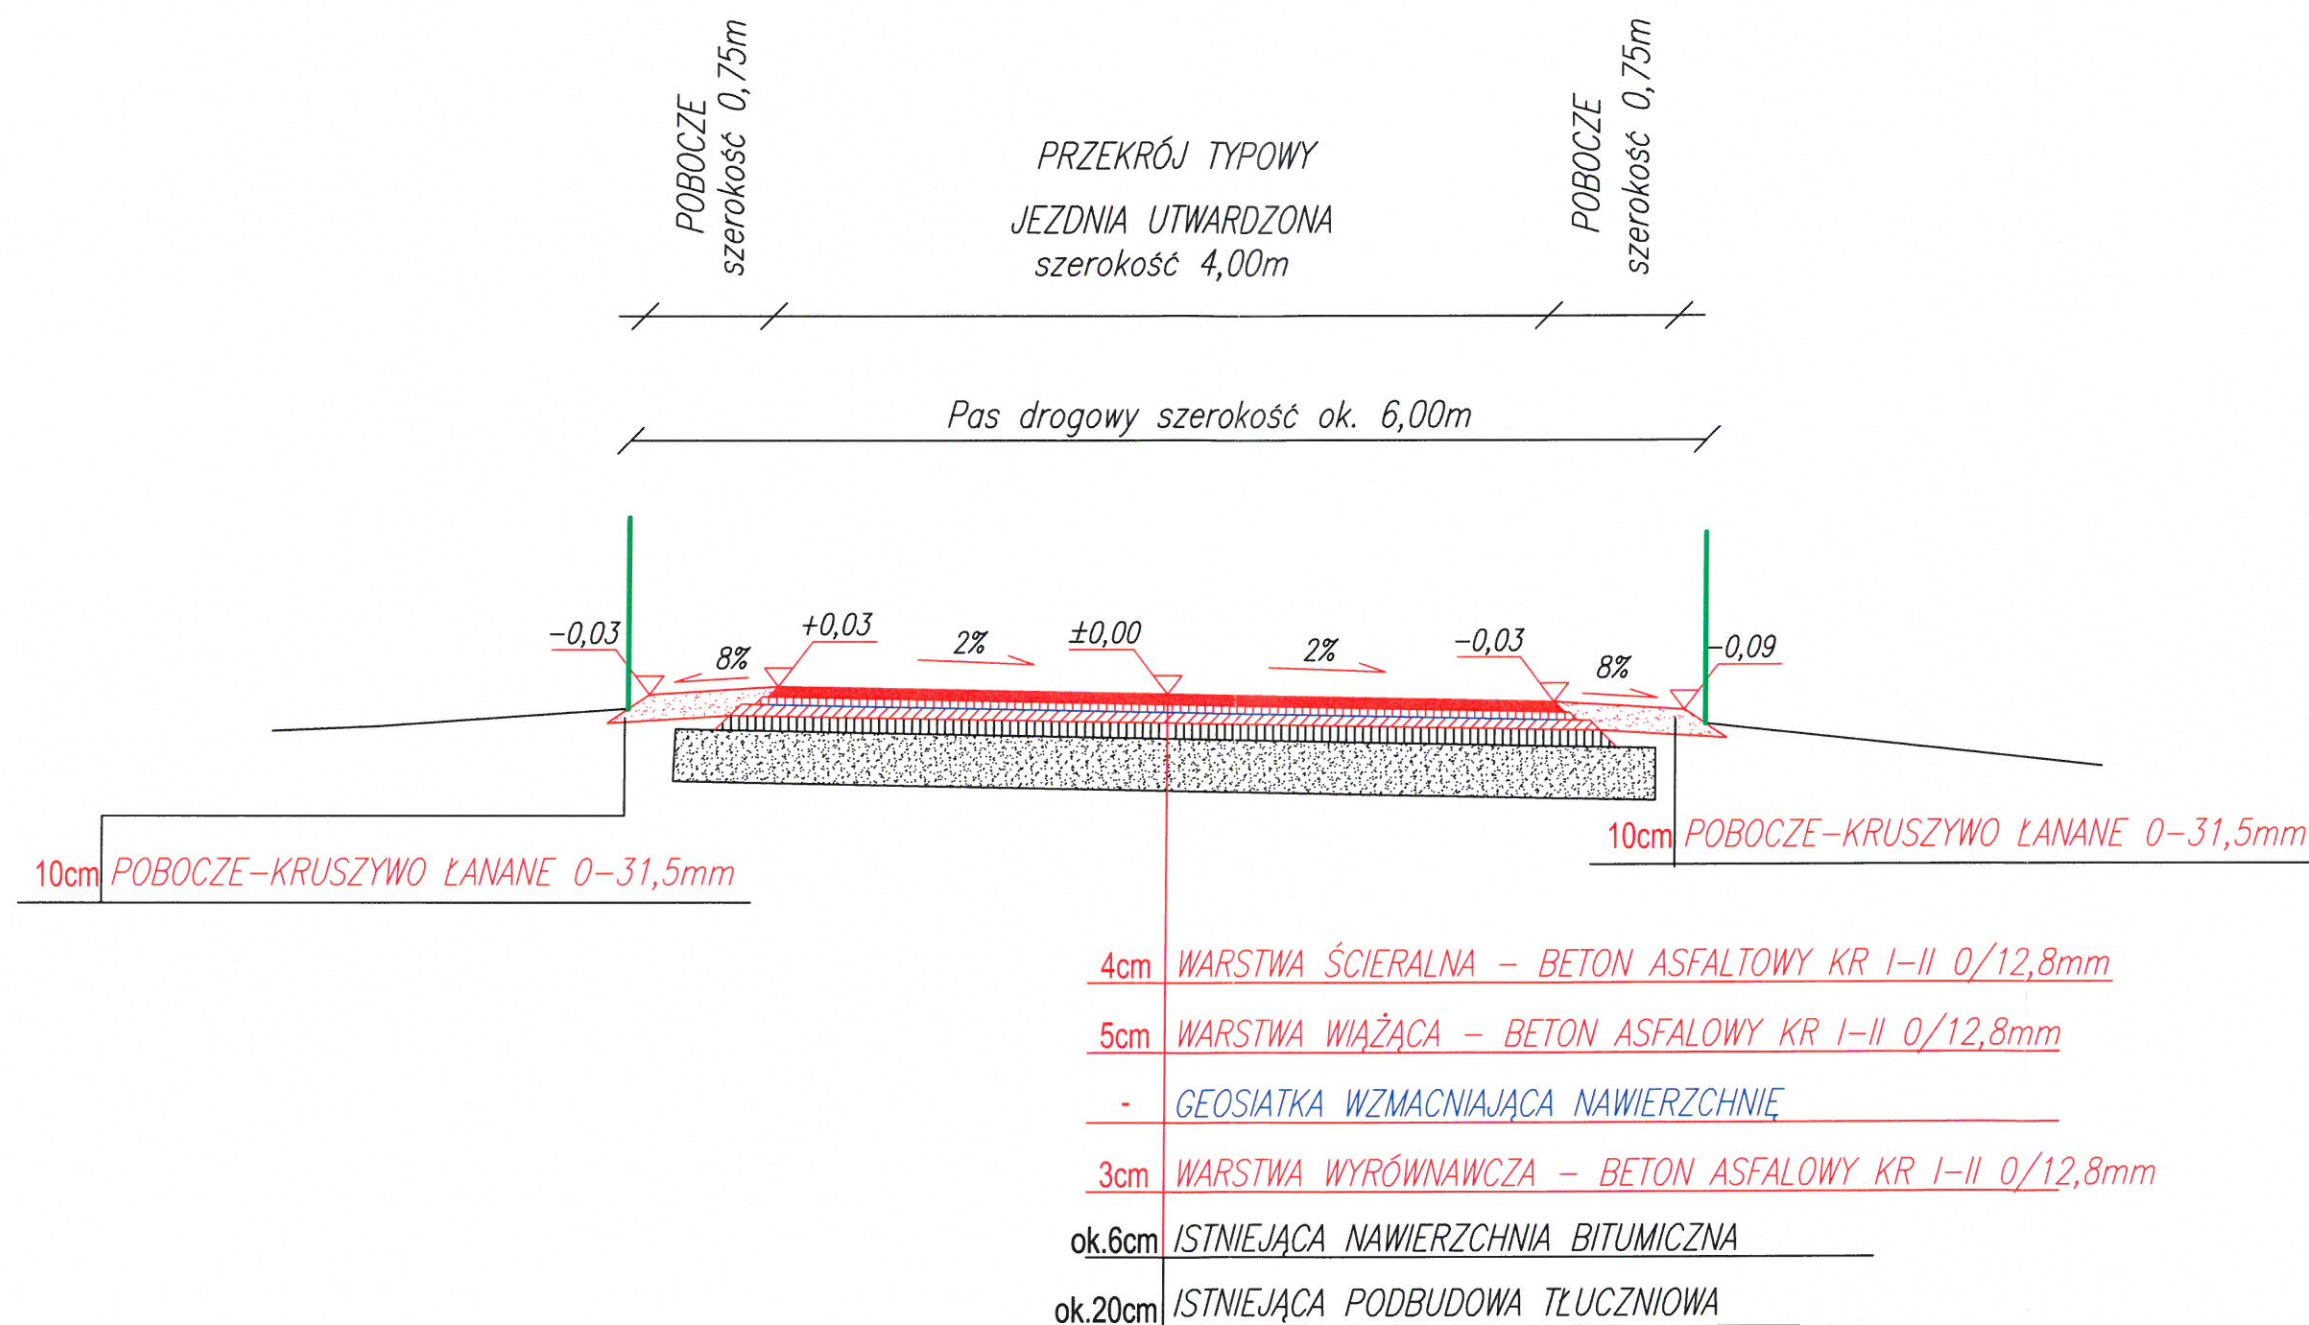 POBOCZE
szerokość 0,75m
PRZEKRÓJ TYPOWY
JEZDNIA UTWARDZONA
szerokość 4,00m
POBOCZE
szerokość 0,75m
Pas drogowy szerokość ok. 6,00m
-0,03
8%
+0,03
2%
±0,00
2%
-0,03
8%
-0,09
10cm POBOCZE-KRUSZYWO ŁANANE 0-31,5mm
10cm POBOCZE-KRUSZYWO ŁANANE 0-31,5mm
4cm WARSTWA ŚCIERALNA - BETON ASFALTOWY KR I-II 0/12,8mm
5cm WARSTWA WIĄŻĄCA - BETON ASFALOWY KR I-II 0/12,8mm
- GEOSIATKA WZMACNIAJĄCA NAWIERZCHNIĘ
3cm WARSTWA WYRÓWNAWCZA - BETON ASFALOWY KR I-II 0/12,8mm
ok.6cm ISTNIEJĄCA NAWIERZCHNIA BITUMICZNA
ok.20cm ISTNIEJĄCA PODBUDOWA TŁUCZNIOWA